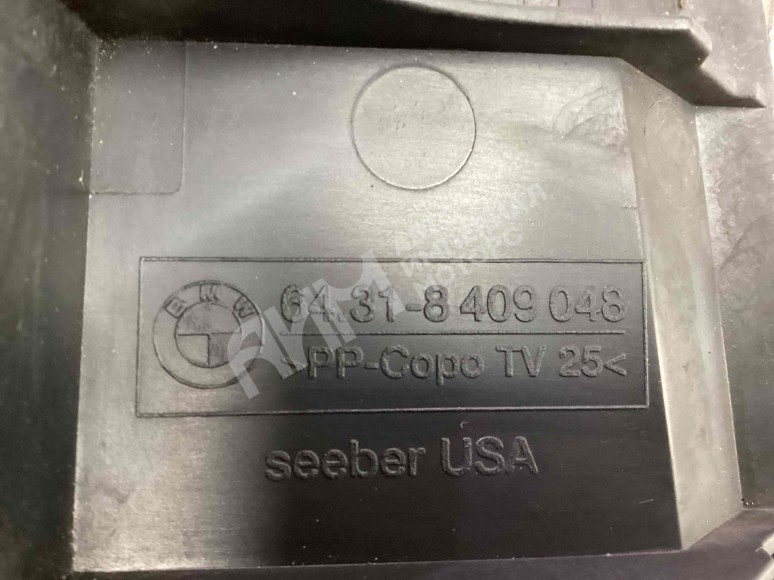 BMW
64.31-8 409 048
>PP-Copo TV 25<
seeber USA